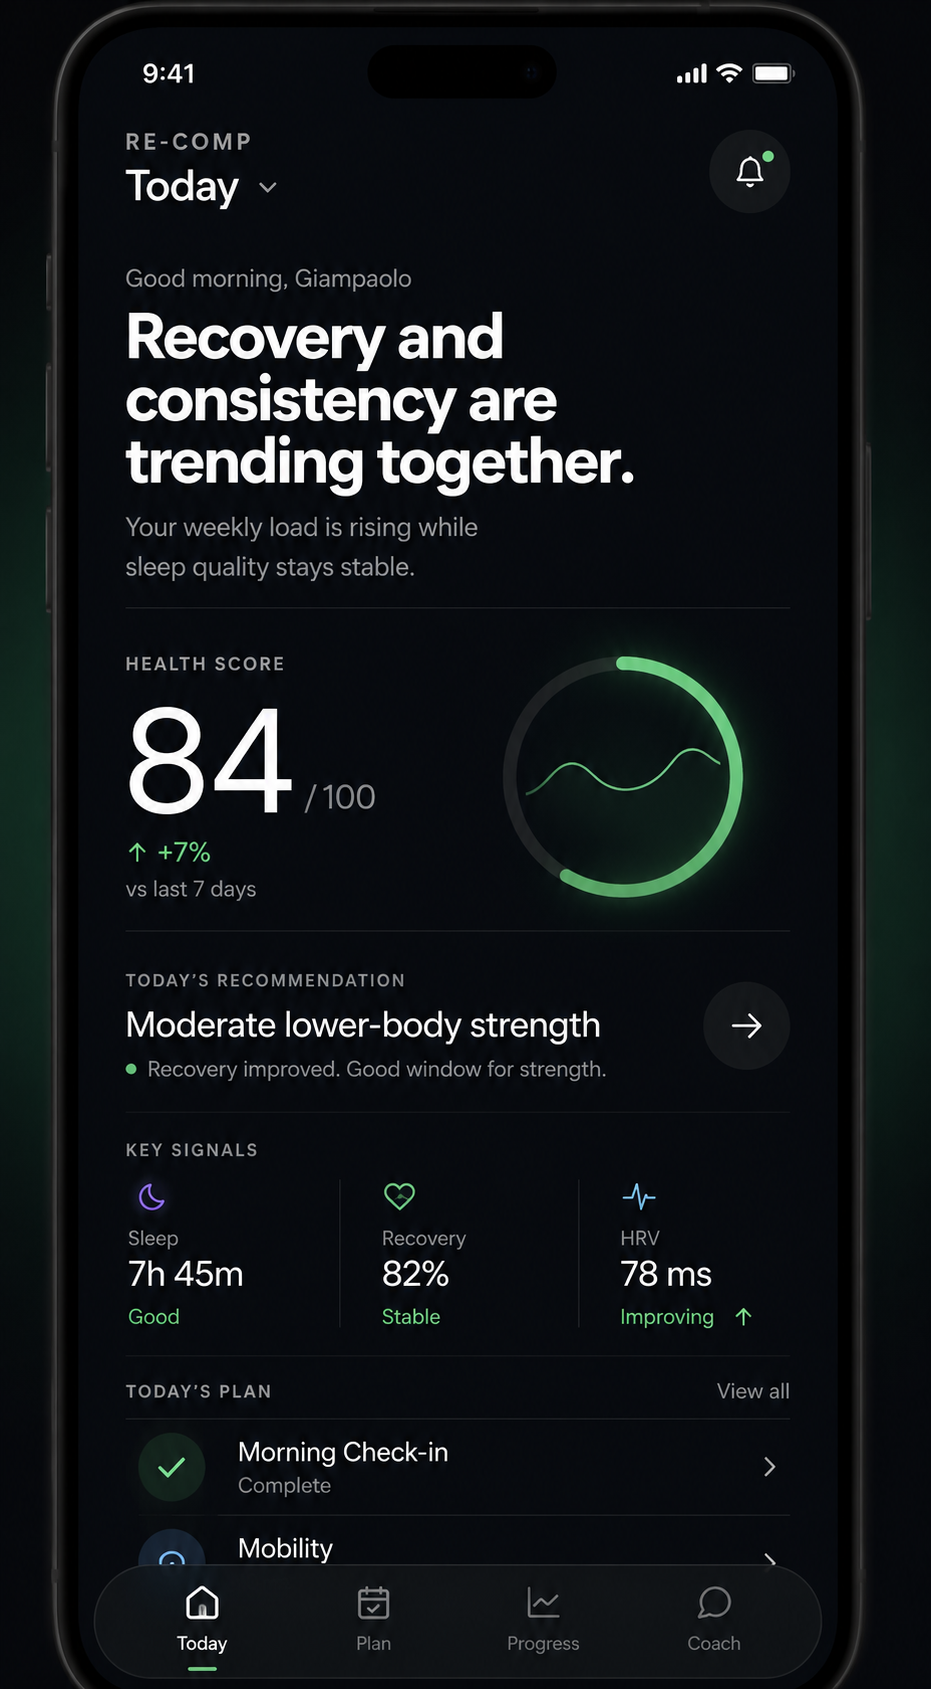 9:41
RE-COMP
Today
Good morning, Giampaolo
Recovery and
consistency are
trending together.
Your weekly load is rising while
sleep quality stays stable.
HEALTH SCORE
84 / 100
↑ +7%
vs last 7 days
TODAY’S RECOMMENDATION
Moderate lower-body strength
Recovery improved. Good window for strength.
KEY SIGNALS
Sleep
7h 45m
Good
Recovery
82%
Stable
HRV
78 ms
Improving ↑
TODAY’S PLAN
View all
Morning Check-in
Complete
Mobility
Today
Plan
Progress
Coach